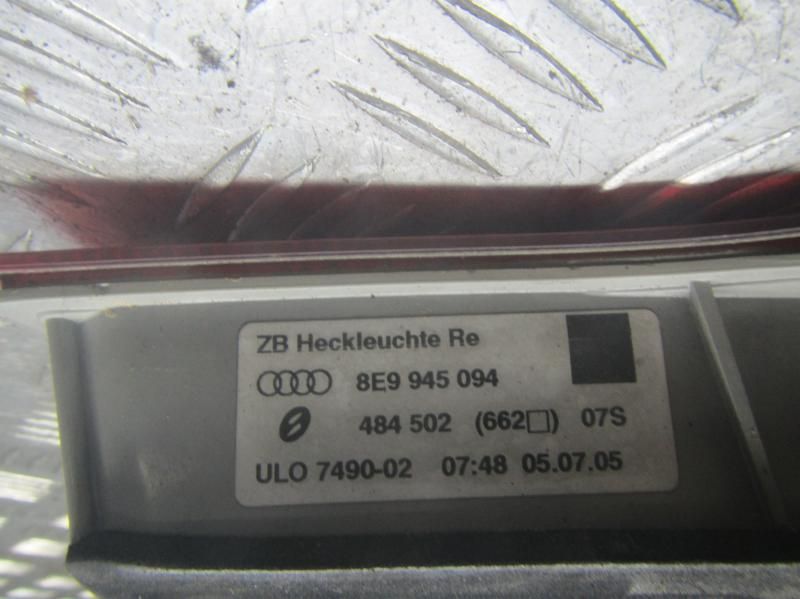 ZB Heckleuchte Re
8E9 945 094
484 502 (662□) 07S
ULO 7490-02 07:48 05.07.05